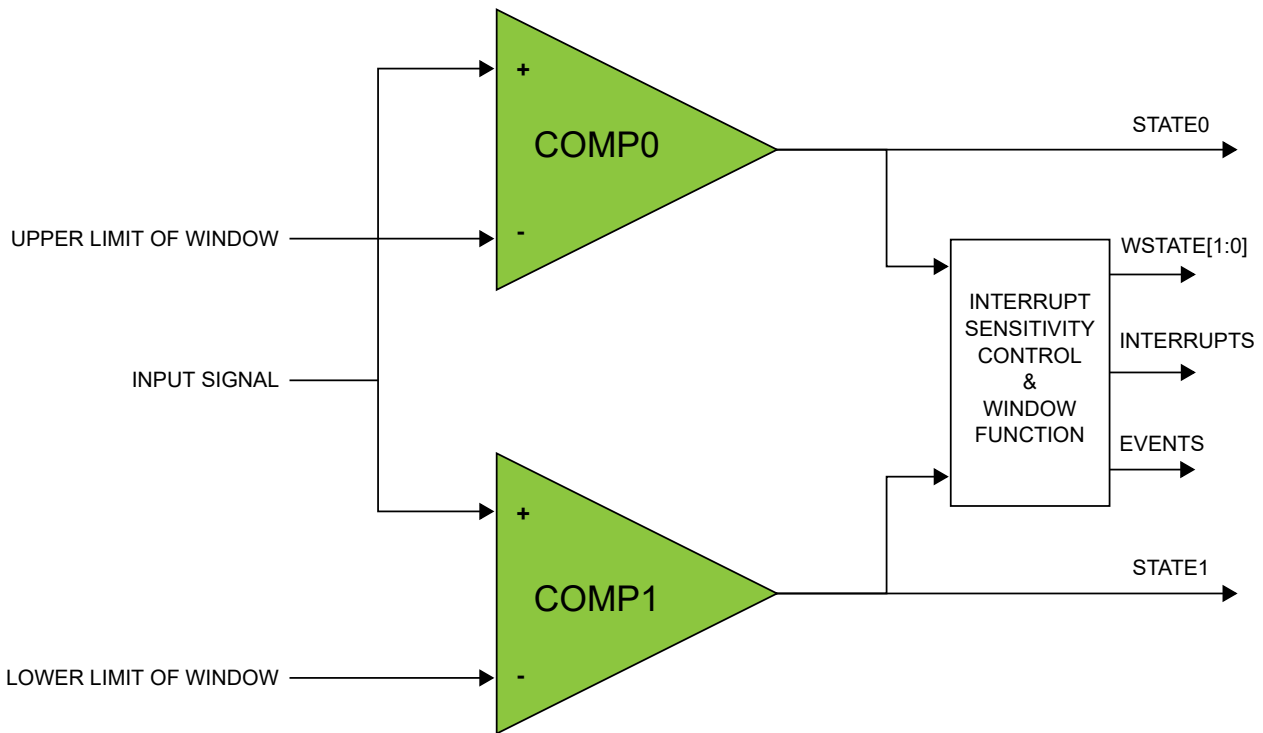 +
COMP0
-
STATE0
UPPER LIMIT OF WINDOW
WSTATE[1:0]
INTERRUPT
SENSITIVITY
CONTROL
&
WINDOW
FUNCTION
INTERRUPTS
EVENTS
INPUT SIGNAL
+
COMP1
-
STATE1
LOWER LIMIT OF WINDOW